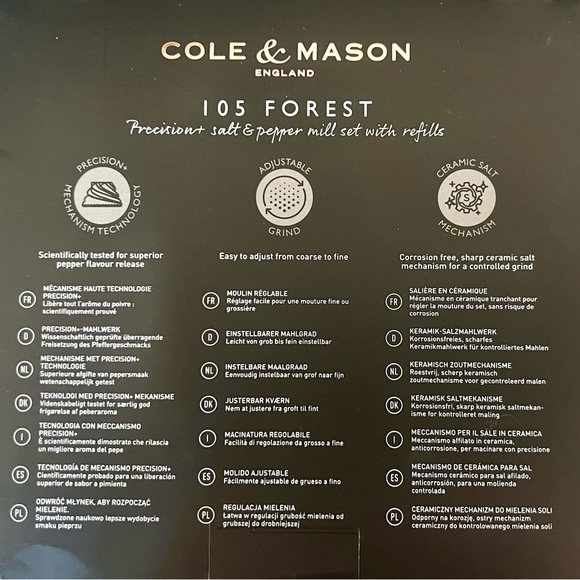 COLE & MASON
ENGLAND
105 FOREST
Precision+ salt & pepper mill set with refills
PRECISION+
MECHANISM TECHNOLOGY
Scientifically tested for superior
pepper flavour release
FR
MÉCANISME HAUTE TECHNOLOGIE
PRECISION+
Libère tout l'arôme du poivre :
scientifiquement prouvé
D
PRECISION+-MAHLWERK
Wissenschaftlich geprüfte überragende
Freisetzung des Pfeffergeschmacks
NL
MECHANISME MET PRECISION+
TECHNOLOGIE
Superieure afgifte van pepersmaak
wetenschappelijk getest
DK
TEKNOLOGI MED PRECISION+ MEKANISME
Videnskabeligt testet for særlig god
frigørelse af peberaroma
I
TECNOLOGIA CON MECCANISMO
PRECISION+
È scientificamente dimostrato che rilascia
un migliore aroma del pepe
ES
TECNOLOGÍA DE MECANISMO PRECISION+
Científicamente probado para una liberación
superior de sabor a pimienta
PL
ODWRÓĆ MŁYNEK, ABY ROZPOCZĄĆ
MIELENIE.
Sprawdzone naukowo lepsze wydobycie
smaku pieprzu
ADJUSTABLE
GRIND
Easy to adjust from coarse to fine
FR
MOULIN RÉGLABLE
Réglage facile pour une mouture fine ou
grossière
D
EINSTELLBARER MAHLGRAD
Leicht von grob bis fein einstellbar
NL
INSTELBARE MAALGRAAD
Eenvoudig instelbaar van grof naar fijn
DK
JUSTERBAR KVÆRN
Nem at justere fra groft til fint
I
MACINATURA REGOLABILE
Facilità di regolazione da grosso a fine
ES
MOLIDO AJUSTABLE
Fácilmente ajustable de grueso a fino
PL
REGULACJA MIELENIA
Łatwa w regulacji grubość mielenia od
grubszej do drobniejszej
CERAMIC SALT
S
MECHANISM
Corrosion free, sharp ceramic salt
mechanism for a controlled grind
FR
SALIÈRE EN CÉRAMIQUE
Mécanisme en céramique tranchant pour
régler la mouture du sel, sans risque de
corrosion
D
KERAMIK-SALZMAHLWERK
Korrosionsfreies, scharfes
Keramikmahlwerk für kontrolliertes Mahlen
NL
KERAMISCH ZOUTMECHANISME
Roestvrij, scherp keramisch
zoutmechanisme voor gecontroleerd malen
DK
KERAMISK SALTMEKANISME
Korrosionsfri, skarp keramisk saltmekan-
isme for kontrolleret maling
I
MECCANISMO PER IL SALE IN CERAMICA
Meccanismo affilato in ceramica,
anticorrosione, per macinare con precisione
ES
MECANISMO DE CERÁMICA PARA SAL
Mecanismo cerámico para sal afilado,
anticorrosión, para una molienda
controlada
PL
CERAMICZNY MECHANIZM DO MIELENIA SOLI
Odporny na korozję, ostry mechanizm
ceramiczny do kontrolowanego mielenia soli